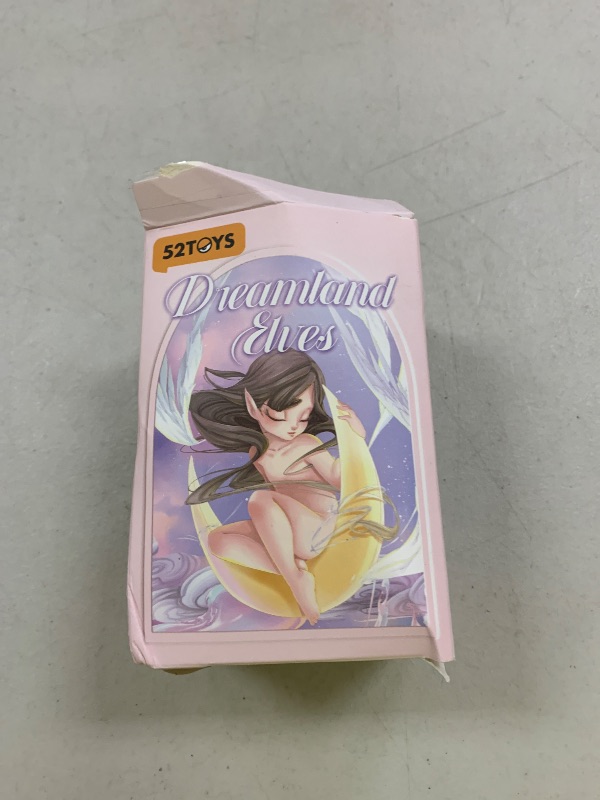 52TOYS
Dreamland
Elves